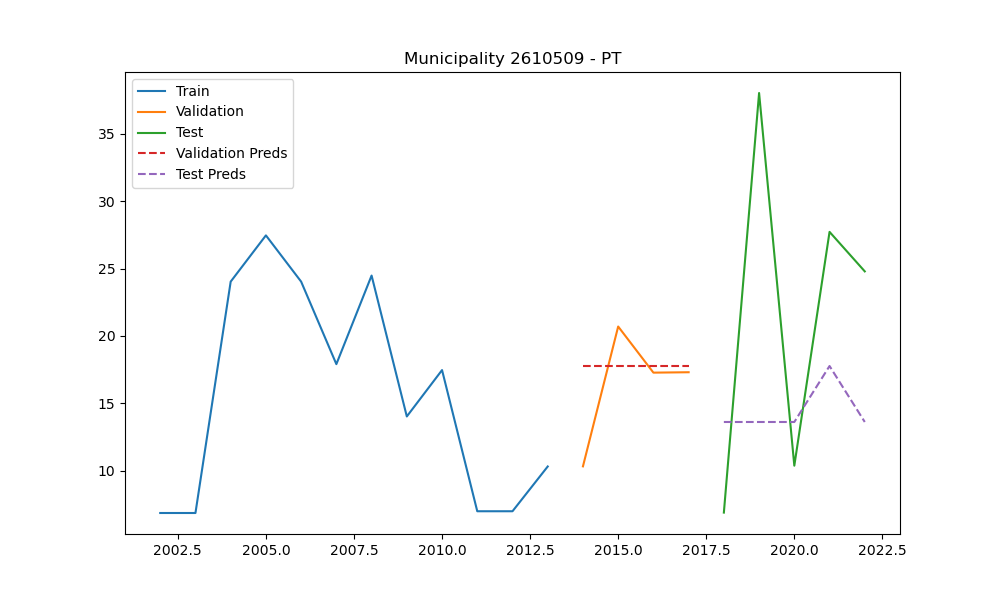 Municipality 2610509 - PT
Train
Validation
Test
Validation Preds
Test Preds
35
30
25
20
15
10
2002.5 2005.0 2007.5 2010.0 2012.5 2015.0 2017.5 2020.0 2022.5